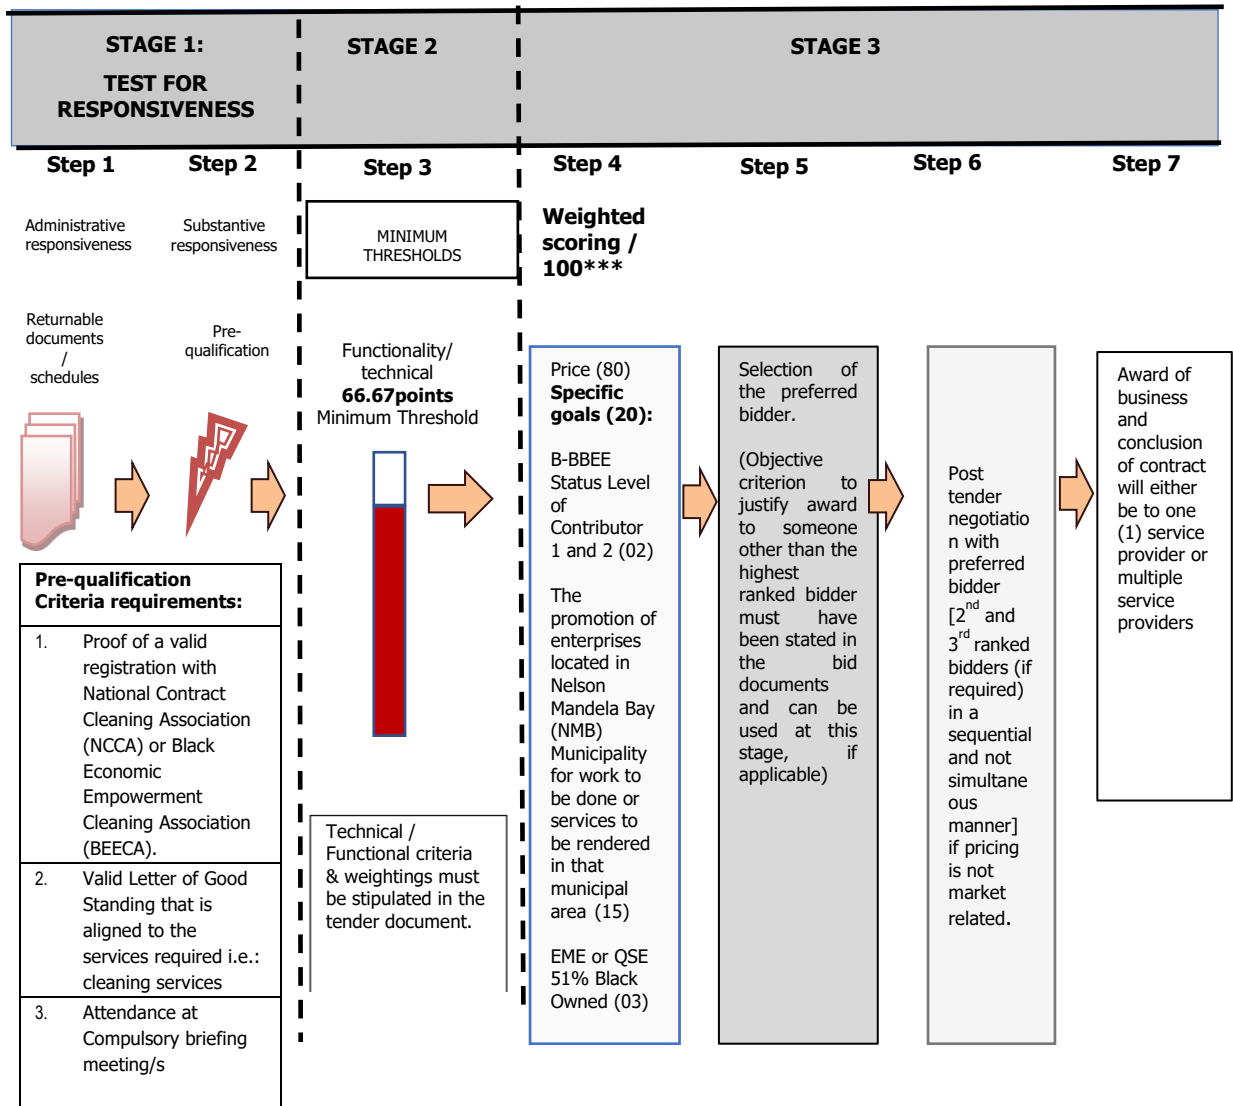 STAGE 1:
TEST FOR
RESPONSIVENESS
STAGE 2
STAGE 3
Step 1
Step 2
Step 3
Step 4
Step 5
Step 6
Step 7
Administrative
responsiveness
Substantive
responsiveness
MINIMUM
THRESHOLDS
Weighted
scoring /
100***
Returnable
documents
/
schedules
Pre-
qualification
Functionality/
technical
66.67points
Minimum Threshold
Pre-qualification
Criteria requirements:
1. Proof of a valid
registration with
National Contract
Cleaning Association
(NCCA) or Black
Economic
Empowerment
Cleaning Association
(BEECA).
2. Valid Letter of Good
Standing that is
aligned to the
services required i.e.:
cleaning services
3. Attendance at
Compulsory briefing
meeting/s
Technical /
Functional criteria
& weightings must
be stipulated in the
tender document.
Price (80)
Specific
goals (20):
B-BBEE
Status Level
of
Contributor
1 and 2 (02)
The
promotion of
enterprises
located in
Nelson
Mandela Bay
(NMB)
Municipality
for work to
be done or
services to
be rendered
in that
municipal
area (15)
EME or QSE
51% Black
Owned (03)
Selection of
the preferred
bidder.
(Objective
criterion to
justify award
to someone
other than the
highest
ranked bidder
must have
been stated in
the bid
documents
and can be
used at this
stage, if
applicable)
Post
tender
negotiatio
n with
preferred
bidder
[2nd and
3rd ranked
bidders (if
required)
in a
sequential
and not
simultane
ous
manner]
if pricing
is not
market
related.
Award of
business
and
conclusion
of contract
will either
be to one
(1) service
provider or
multiple
service
providers